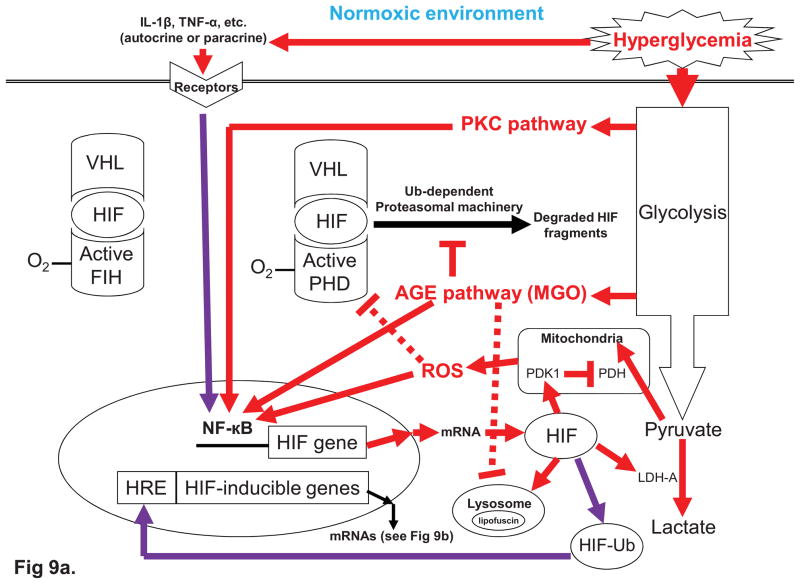 Normoxic environment
IL-1β, TNF-α, etc.
(autocrine or paracrine)
Hyperglycemia
Receptors
PKC pathway
VHL
HIF
Active
FIH
O2
VHL
HIF
Active
PHD
O2
Ub-dependent
Proteasomal machinery
Degraded HIF
fragments
Glycolysis
AGE pathway (MGO)
Mitochondria
PDK1
PDH
ROS
NF-κB
HIF gene
mRNA
HIF
Pyruvate
LDH-A
Lactate
HRE
HIF-inducible genes
mRNAs (see Fig 9b)
Lysosome
lipofuscin
HIF-Ub
Fig 9a.